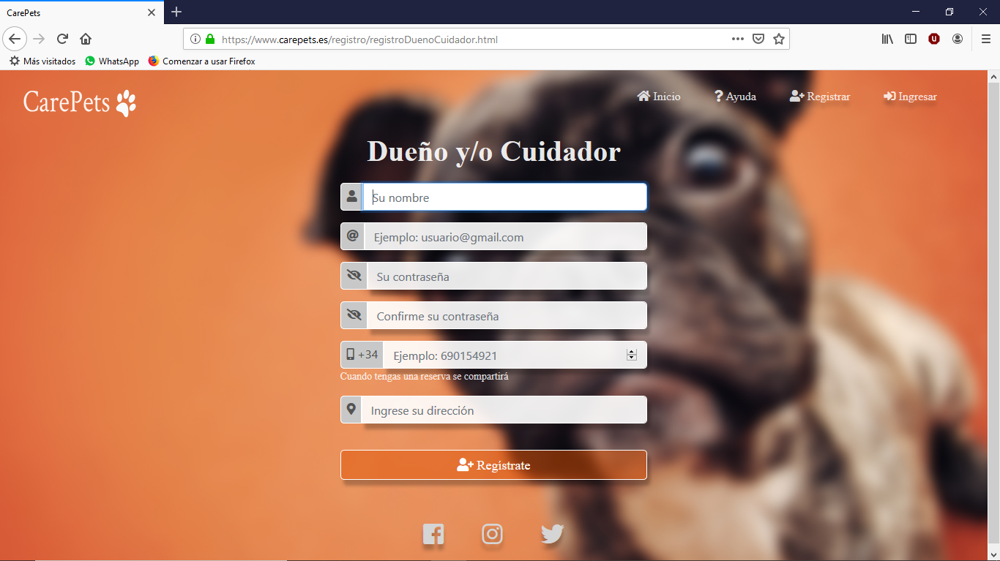 CarePets
https://www.carepets.es/registro/registroDuenoCuidador.html
Más visitados WhatsApp Comenzar a usar Firefox
CarePets Inicio Ayuda Registrar Ingresar
Dueño y/o Cuidador
Su nombre
Ejemplo: usuario@gmail.com
Su contraseña
Confirme su contraseña
+34 Ejemplo: 690154921
Cuando tengas una reserva se compartirá
Ingrese su dirección
Regístrate